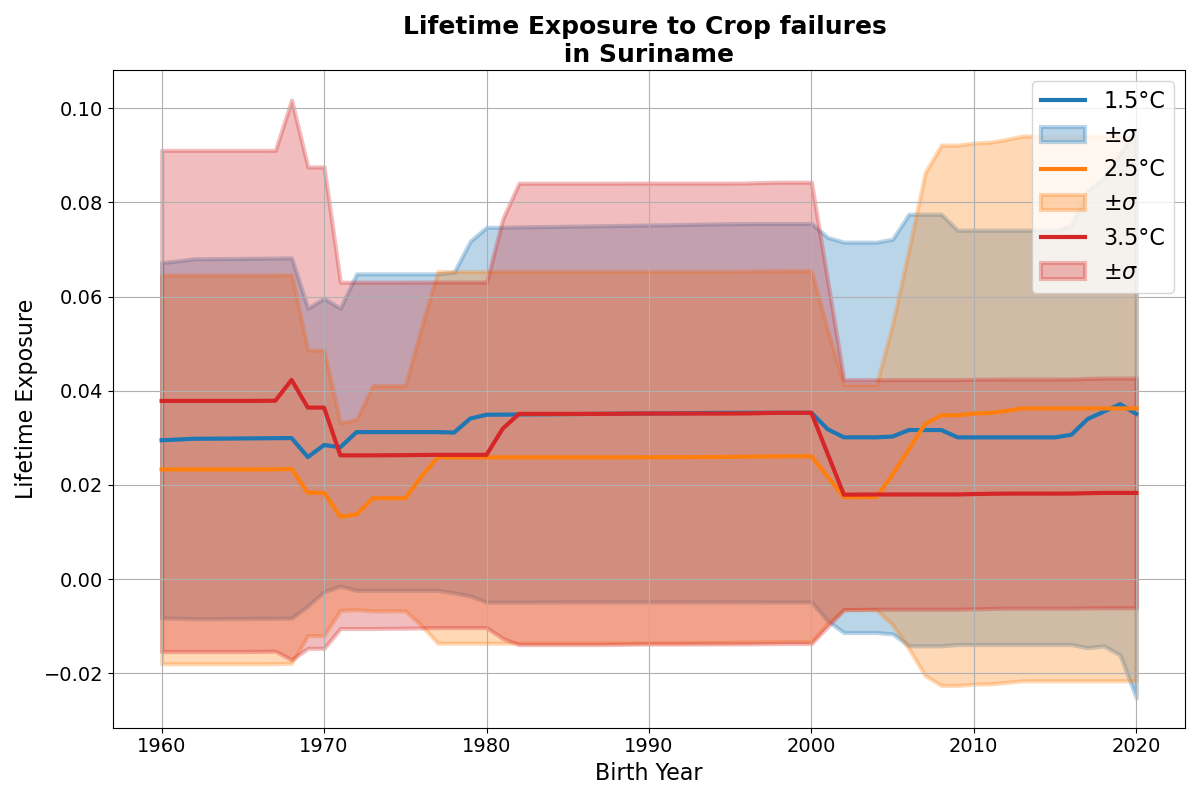 Lifetime Exposure to Crop failures
in Suriname
Lifetime Exposure
0.10
0.08
0.06
0.04
0.02
0.00
−0.02
1.5°C
±σ
2.5°C
±σ
3.5°C
±σ
1960
1970
1980
1990
2000
2010
2020
Birth Year